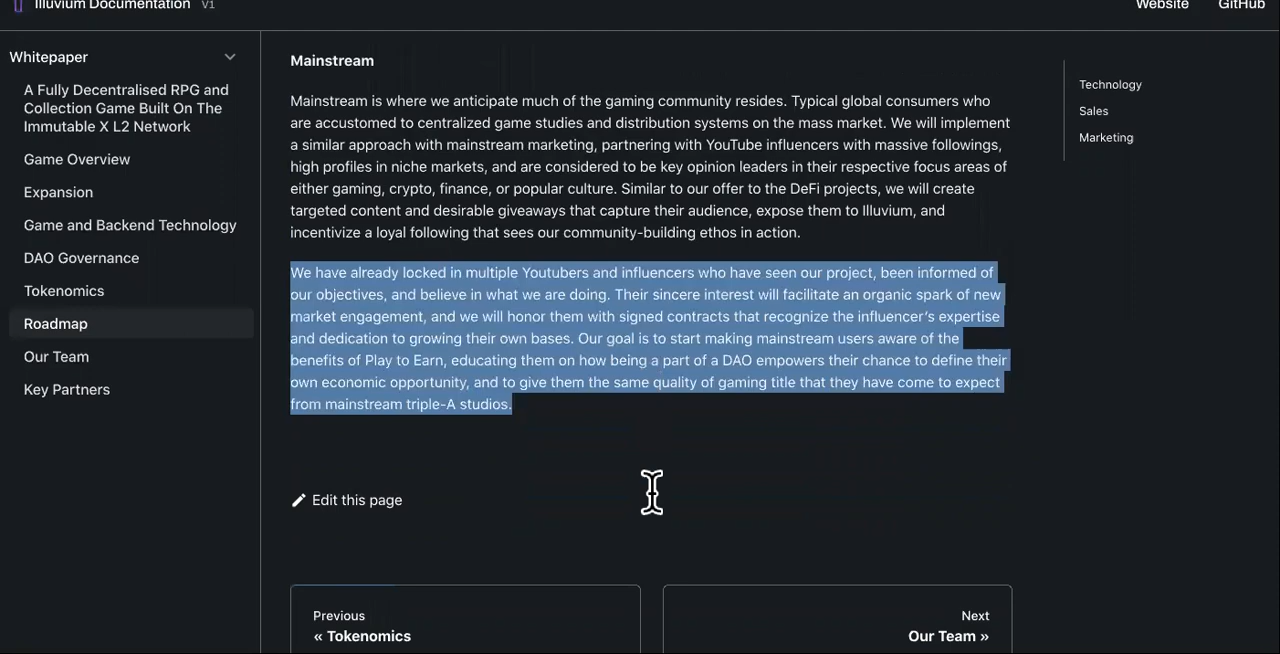 Illuvium Documentation V1
Website GitHub
Whitepaper
A Fully Decentralised RPG and
Collection Game Built On The
Immutable X L2 Network
Game Overview
Expansion
Game and Backend Technology
DAO Governance
Tokenomics
Roadmap
Our Team
Key Partners
Mainstream
Mainstream is where we anticipate much of the gaming community resides. Typical global consumers who
are accustomed to centralized game studies and distribution systems on the mass market. We will implement
a similar approach with mainstream marketing, partnering with YouTube influencers with massive followings,
high profiles in niche markets, and are considered to be key opinion leaders in their respective focus areas of
either gaming, crypto, finance, or popular culture. Similar to our offer to the DeFi projects, we will create
targeted content and desirable giveaways that capture their audience, expose them to Illuvium, and
incentivize a loyal following that sees our community-building ethos in action.
We have already locked in multiple Youtubers and influencers who have seen our project, been informed of
our objectives, and believe in what we are doing. Their sincere interest will facilitate an organic spark of new
market engagement, and we will honor them with signed contracts that recognize the influencer's expertise
and dedication to growing their own bases. Our goal is to start making mainstream users aware of the
benefits of Play to Earn, educating them on how being a part of a DAO empowers their chance to define their
own economic opportunity, and to give them the same quality of gaming title that they have come to expect
from mainstream triple-A studios.
Edit this page
Previous
« Tokenomics
Next
Our Team »
Technology
Sales
Marketing